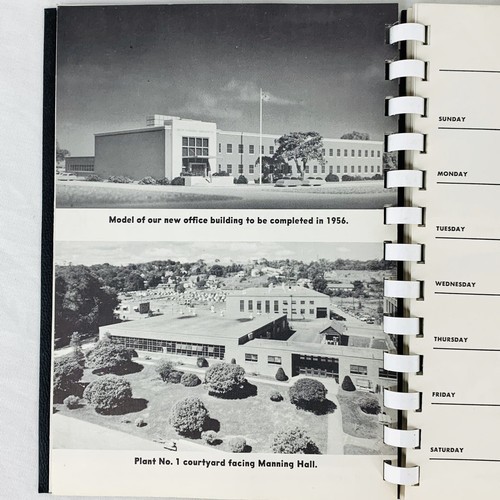 Model of our new office building to be completed in 1956.
Plant No. 1 courtyard facing Manning Hall.
SUNDAY
MONDAY
TUESDAY
WEDNESDAY
THURSDAY
FRIDAY
SATURDAY